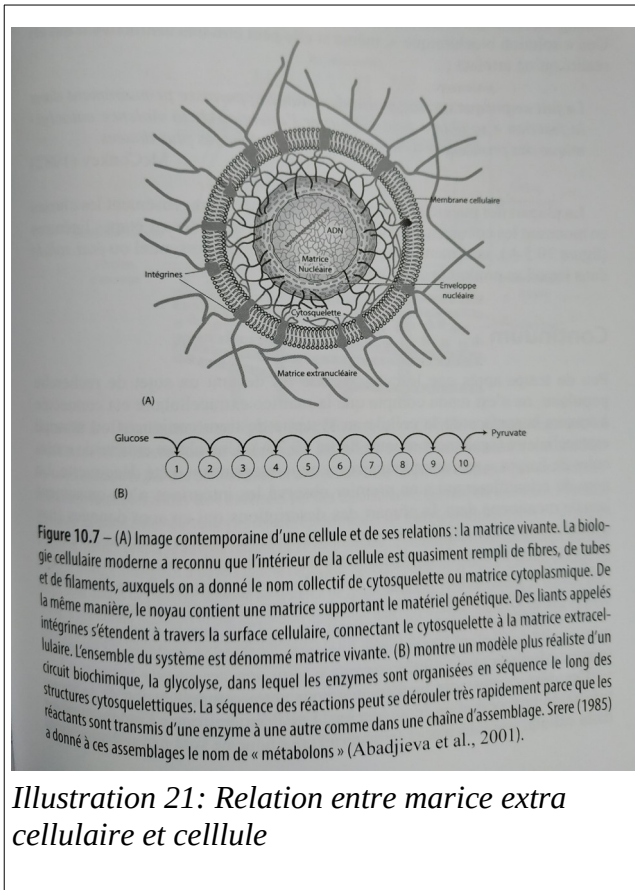 Membrane cellulaire
ADN
Matrice
Nucléaire
Intégrines
Enveloppe
nucléaire
Cytosquelette
Matrice extranucléaire
(A)
Glucose
Pyruvate
1 2 3 4 5 6 7 8 9 10
(B)
Figure 10.7 – (A) Image contemporaine d'une cellule et de ses relations : la matrice vivante. La biolo-
gie cellulaire moderne a reconnu que l'intérieur de la cellule est quasiment rempli de fibres, de tubes
et de filaments, auxquels on a donné le nom collectif de cytosquelette ou matrice cytoplasmique. De
la même manière, le noyau contient une matrice supportant le matériel génétique. Des liants appelés
intégrines s'étendent à travers la surface cellulaire, connectant le cytosquelette à la matrice extracel-
lulaire. L'ensemble du système est dénommé matrice vivante. (B) montre un modèle plus réaliste d'un
circuit biochimique, la glycolyse, dans lequel les enzymes sont organisées en séquence le long des
structures cytosquelettiques. La séquence des réactions peut se dérouler très rapidement parce que les
réactants sont transmis d'une enzyme à une autre comme dans une chaîne d'assemblage. Srere (1985)
a donné à ces assemblages le nom de « métabolons » (Abadjieva et al., 2001).
Illustration 21: Relation entre marice extra
cellulaire et celllule